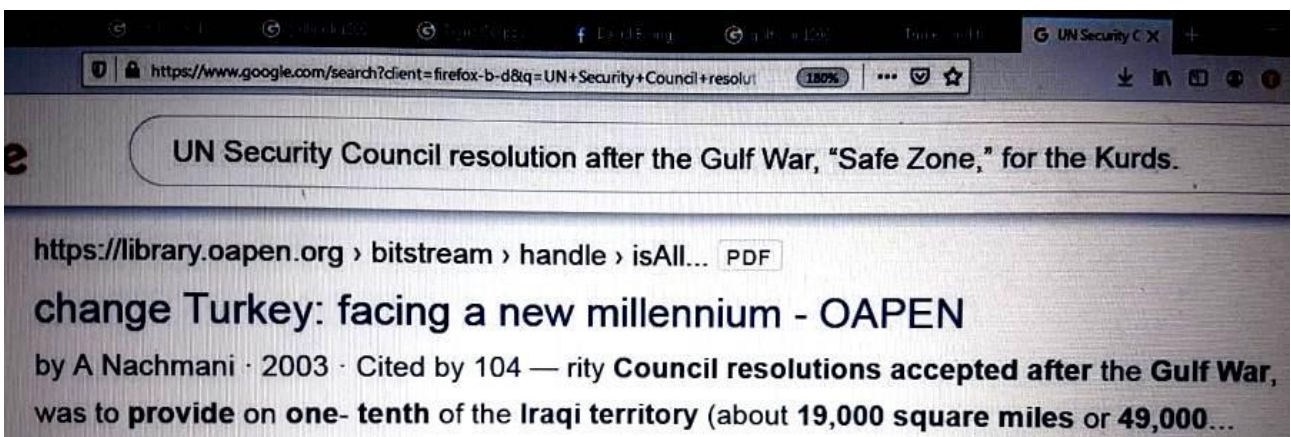 UN Security C
https://www.google.com/search?client=firefox-b-d&q=UN+Security+Council+resolut
180%
e
UN Security Council resolution after the Gulf War, “Safe Zone,” for the Kurds.
https://library.oapen.org › bitstream › handle › isAll... PDF
change Turkey: facing a new millennium - OAPEN
by A Nachmani · 2003 · Cited by 104 — rity Council resolutions accepted after the Gulf War,
was to provide on one- tenth of the Iraqi territory (about 19,000 square miles or 49,000...